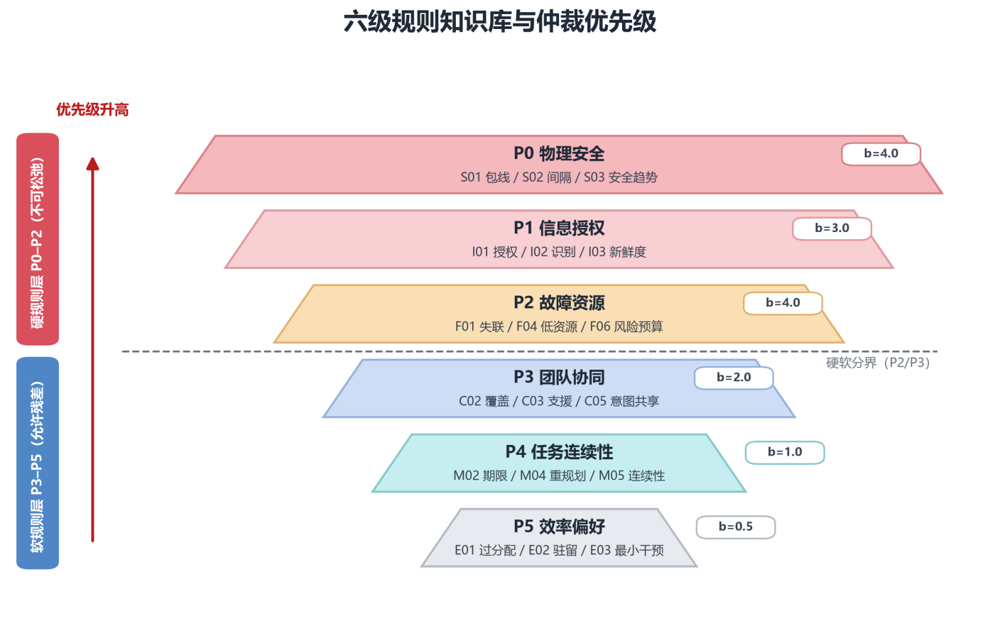 六级规则知识库与仲裁优先级
优先级升高
硬规则层 P0–P2（不可松弛）
P0 物理安全
b=4.0
S01 包线 / S02 间隔 / S03 安全趋势
P1 信息授权
b=3.0
I01 授权 / I02 识别 / I03 新鲜度
P2 故障资源
b=4.0
F01 失联 / F04 低资源 / F06 风险预算
硬软分界（P2/P3）
软规则层 P3–P5（允许残差）
P3 团队协同
b=2.0
C02 覆盖 / C03 支援 / C05 意图共享
P4 任务连续性
b=1.0
M02 期限 / M04 重规划 / M05 连续性
P5 效率偏好
b=0.5
E01 过分配 / E02 驻留 / E03 最小干预